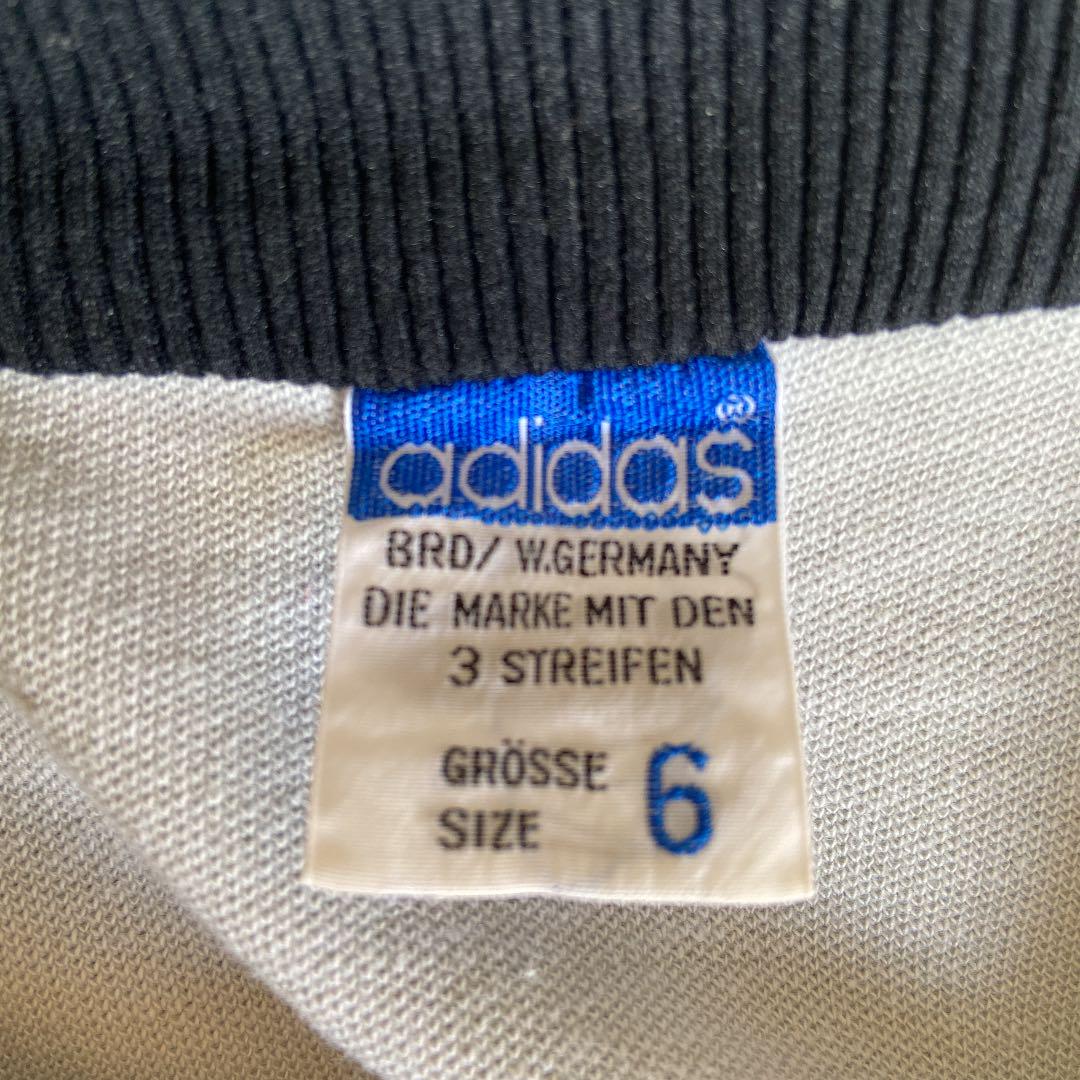 adidas®
BRD/ W.GERMANY
DIE MARKE MIT DEN
3 STREIFEN
GRÖSSE 6
SIZE